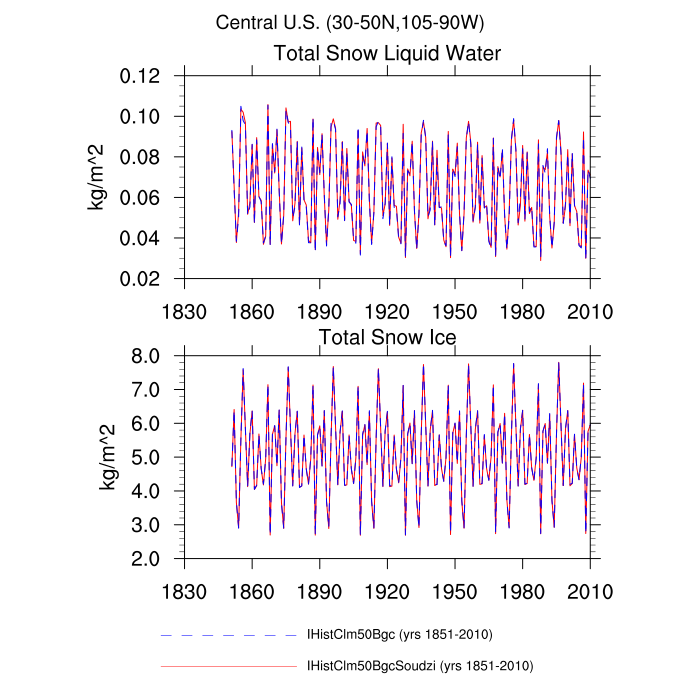 Central U.S. (30-50N,105-90W)
Total Snow Liquid Water
0.12
0.10
0.08
0.06
0.04
0.02
kg/m^2
1830 1860 1890 1920 1950 1980 2010
Total Snow Ice
8.0
7.0
6.0
5.0
4.0
3.0
2.0
kg/m^2
1830 1860 1890 1920 1950 1980 2010
IHistClm50Bgc (yrs 1851-2010)
IHistClm50BgcSoudzi (yrs 1851-2010)